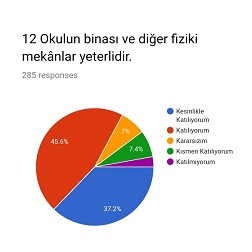 12 Okulun binası ve diğer fiziki
mekânlar yeterlidir.
285 responses
Kesinlikle
Katılıyorum
Katılıyorum
Kararsızım
Kısmen Katılıyorum
Katılmıyorum
45.6%
7%
7.4%
37.2%